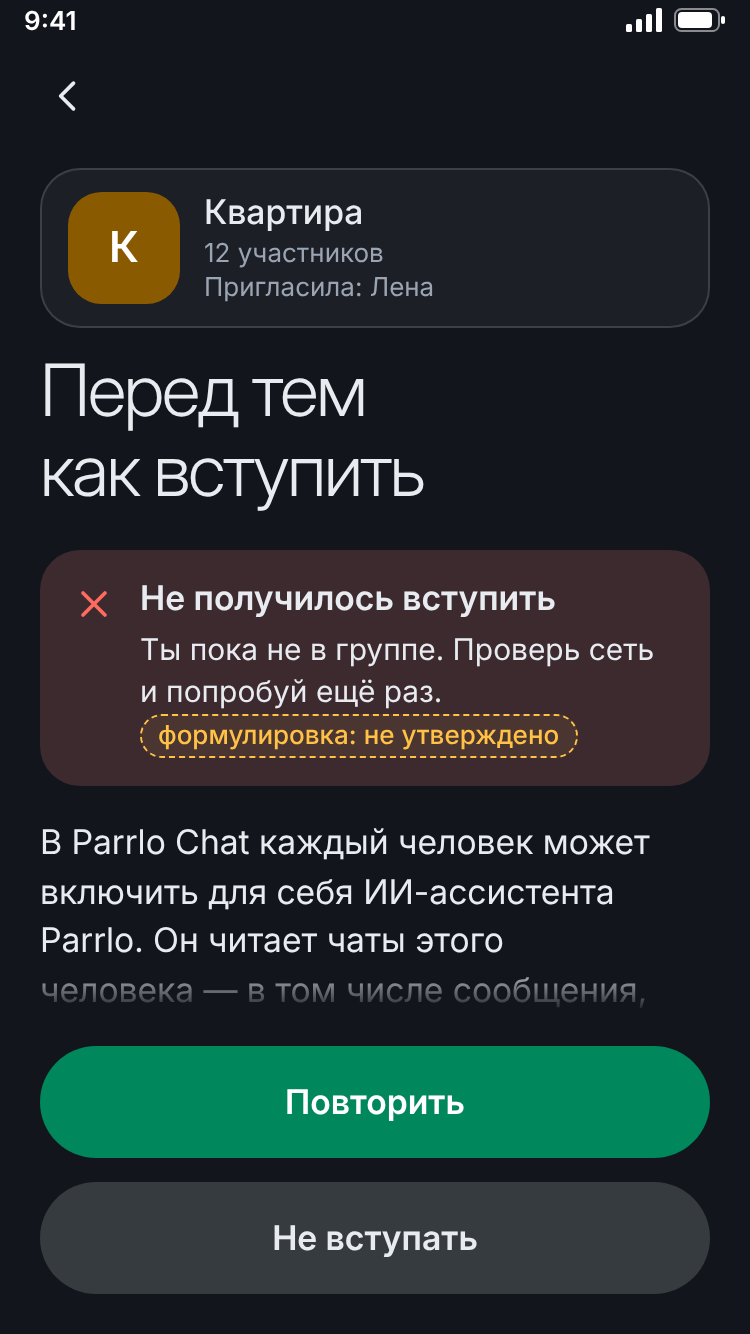 9:41
К
Квартира
12 участников
Пригласила: Лена
Перед тем
как вступить
Не получилось вступить
Ты пока не в группе. Проверь сеть
и попробуй ещё раз.
формулировка: не утверждено
В Parrlo Chat каждый человек может
включить для себя ИИ-ассистента
Parrlo. Он читает чаты этого
человека — в том числе сообщения,
Повторить
Не вступать